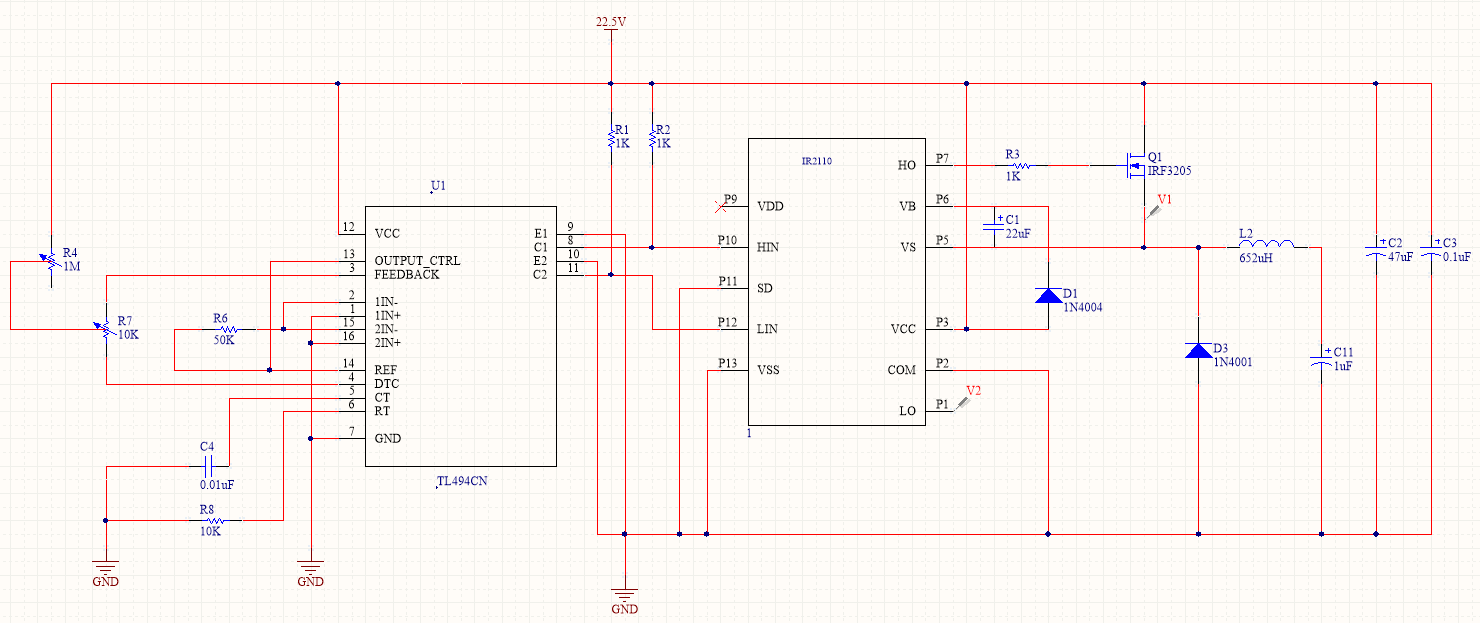 22.5V
R1
1K
R2
1K
R4
1M
R7
10K
R6
50K
C4
0.01uF
R8
10K
GND
GND
GND
U1
12 VCC
13 OUTPUT_CTRL
3 FEEDBACK
2 1IN-
1 1IN+
15 2IN-
16 2IN+
14 REF
4 DTC
5 CT
6 RT
7 GND
E1 9
C1 8
E2 10
C2 11
TL494CN
IR2110
P9 VDD
P10 HIN
P11 SD
P12 LIN
P13 VSS
HO P7
VB P6
VS P5
VCC P3
COM P2
LO P1
1
R3
1K
Q1
IRF3205
V1
C1
22uF
D1
1N4004
V2
L2
652uH
D3
1N4001
C11
1uF
C2
47uF
C3
0.1uF